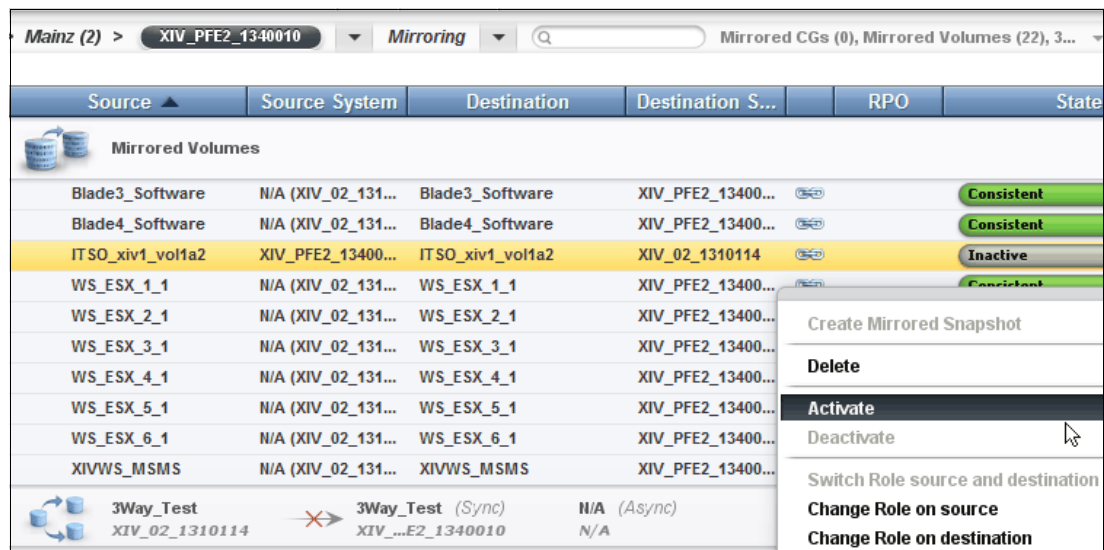 Mainz (2) > XIV_PFE2_1340010 Mirroring Mirrored CGs (0), Mirrored Volumes (22), 3...
Source Source System Destination Destination S... RPO State
Mirrored Volumes
Blade3_Software N/A (XIV_02_131... Blade3_Software XIV_PFE2_13400... Consistent
Blade4_Software N/A (XIV_02_131... Blade4_Software XIV_PFE2_13400... Consistent
ITSO_xiv1_vol1a2 XIV_PFE2_13400... ITSO_xiv1_vol1a2 XIV_02_1310114 Inactive
WS_ESX_1_1 N/A (XIV_02_131... WS_ESX_1_1 XIV_PFE2_13400... Consistent
WS_ESX_2_1 N/A (XIV_02_131... WS_ESX_2_1 XIV_PFE2_13400...
Create Mirrored Snapshot
WS_ESX_3_1 N/A (XIV_02_131... WS_ESX_3_1 XIV_PFE2_13400...
Delete
WS_ESX_4_1 N/A (XIV_02_131... WS_ESX_4_1 XIV_PFE2_13400...
WS_ESX_5_1 N/A (XIV_02_131... WS_ESX_5_1 XIV_PFE2_13400...
Activate
WS_ESX_6_1 N/A (XIV_02_131... WS_ESX_6_1 XIV_PFE2_13400...
Deactivate
XIVWS_MSMS N/A (XIV_02_131... XIVWS_MSMS XIV_PFE2_13400...
Switch Role source and destination
3Way_Test 3Way_Test (Sync) N/A (Async)
Change Role on source
XIV_02_1310114 XIV_...E2_1340010 N/A
Change Role on destination